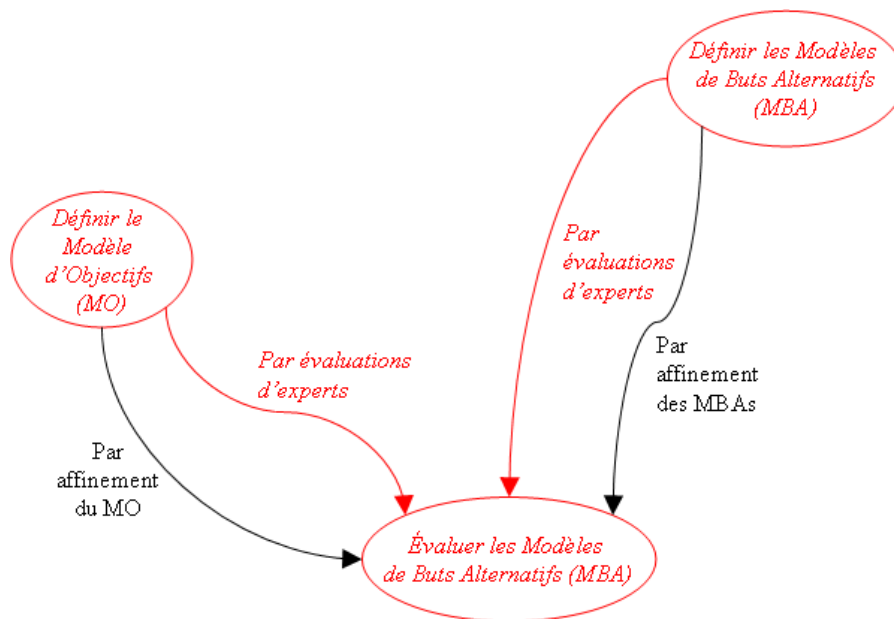 Définir les Modèles
de Buts Alternatifs
(MBA)
Définir le
Modèle
d'Objectifs
(MO)
Par
évaluations
d'experts
Par évaluations
d'experts
Par
affinement
des MBAs
Par
affinement
du MO
Évaluer les Modèles
de Buts Alternatifs (MBA)